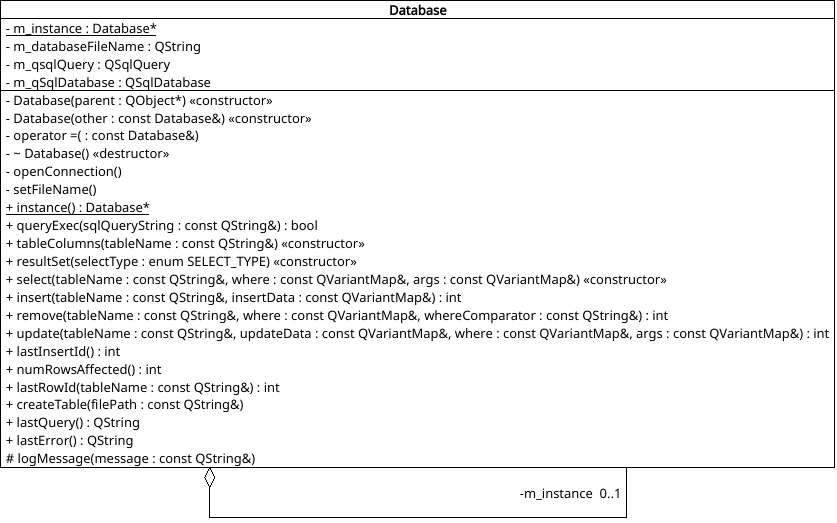 Database
- m_instance : Database*
- m_databaseFileName : QString
- m_qsqlQuery : QSqlQuery
- m_qSqlDatabase : QSqlDatabase
- Database(parent : QObject*) «constructor»
- Database(other : const Database&) «constructor»
- operator =( : const Database&)
- ~ Database() «destructor»
- openConnection()
- setFileName()
+ instance() : Database*
+ queryExec(sqlQueryString : const QString&) : bool
+ tableColumns(tableName : const QString&) «constructor»
+ resultSet(selectType : enum SELECT_TYPE) «constructor»
+ select(tableName : const QString&, where : const QVariantMap&, args : const QVariantMap&) «constructor»
+ insert(tableName : const QString&, insertData : const QVariantMap&) : int
+ remove(tableName : const QString&, where : const QVariantMap&, whereComparator : const QString&) : int
+ update(tableName : const QString&, updateData : const QVariantMap&, where : const QVariantMap&, args : const QVariantMap&) : int
+ lastInsertId() : int
+ numRowsAffected() : int
+ lastRowId(tableName : const QString&) : int
+ createTable(filePath : const QString&)
+ lastQuery() : QString
+ lastError() : QString
# logMessage(message : const QString&)
-m_instance 0..1